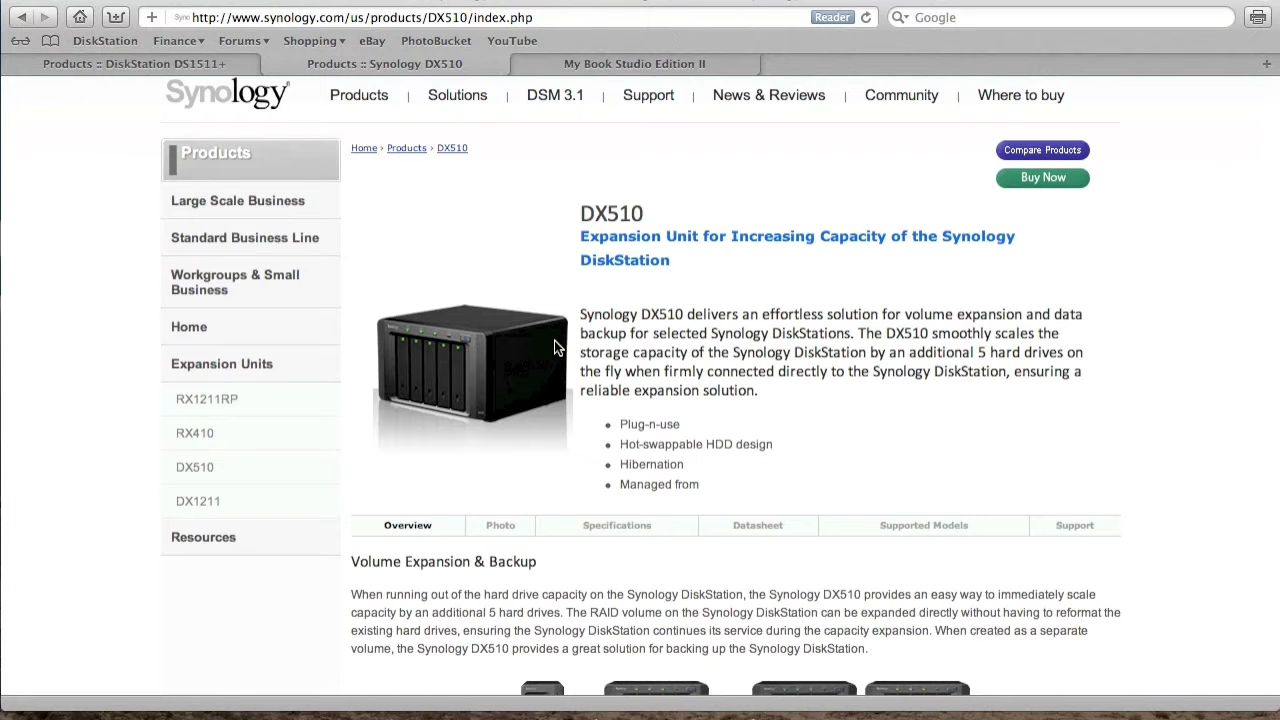 Syno http://www.synology.com/us/products/DX510/index.php
Reader
Google
DiskStation Finance Forums Shopping eBay PhotoBucket YouTube
Products :: DiskStation DS1511+
Products :: Synology DX510
My Book Studio Edition II
Synology
Products | Solutions | DSM 3.1 | Support | News & Reviews | Community | Where to buy
Products
Large Scale Business
Standard Business Line
Workgroups & Small
Business
Home
Expansion Units
RX1211RP
RX410
DX510
DX1211
Resources
Home › Products › DX510
Compare Products
Buy Now
DX510
Expansion Unit for Increasing Capacity of the Synology
DiskStation
Synology DX510 delivers an effortless solution for volume expansion and data
backup for selected Synology DiskStations. The DX510 smoothly scales the
storage capacity of the Synology DiskStation by an additional 5 hard drives on
the fly when firmly connected directly to the Synology DiskStation, ensuring a
reliable expansion solution.
• Plug-n-use
• Hot-swappable HDD design
• Hibernation
• Managed from
Overview Photo Specifications Datasheet Supported Models Support
Volume Expansion & Backup
When running out of the hard drive capacity on the Synology DiskStation, the Synology DX510 provides an easy way to immediately scale
capacity by an additional 5 hard drives. The RAID volume on the Synology DiskStation can be expanded directly without having to reformat the
existing hard drives, ensuring the Synology DiskStation continues its service during the capacity expansion. When created as a separate
volume, the Synology DX510 provides a great solution for backing up the Synology DiskStation.